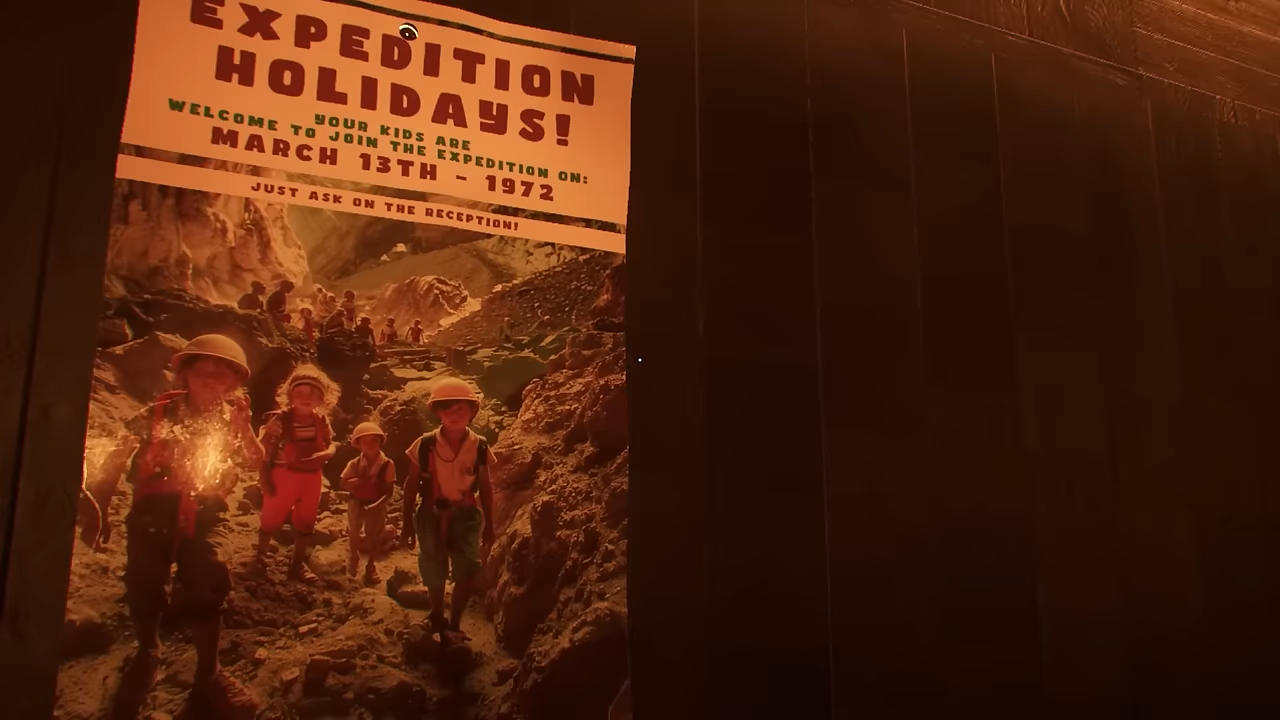 EXPEDITION
HOLIDAYS!
YOUR KIDS ARE
WELCOME TO JOIN THE EXPEDITION ON:
MARCH 13TH - 1972
JUST ASK ON THE RECEPTION!